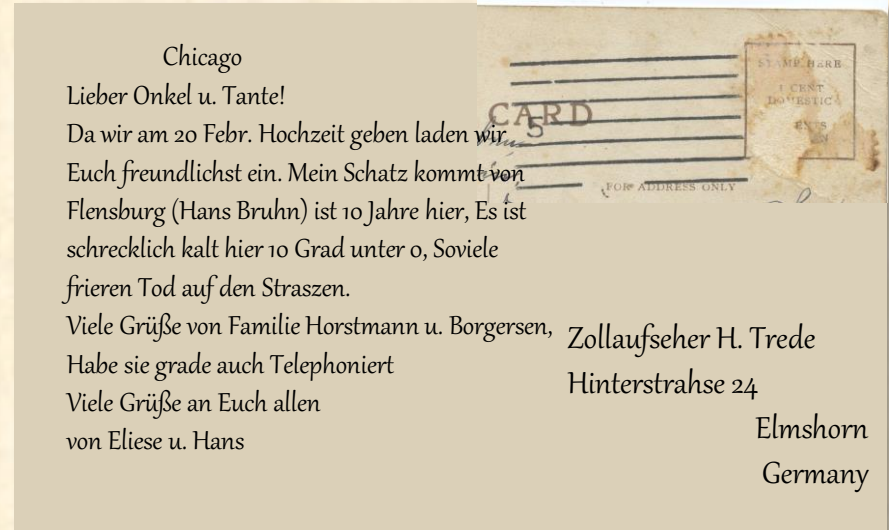 Chicago
Lieber Onkel u. Tante!
Da wir am 20 Febr. Hochzeit geben laden wir
Euch freundlichst ein. Mein Schatz kommt von
Flensburg (Hans Bruhn) ist 10 Jahre hier, Es ist
schrecklich kalt hier 10 Grad unter 0, Soviele
frieren Tod auf den Straszen.
Viele Grüße von Familie Horstmann u. Borgersen,
Habe sie grade auch Telephoniert
Viele Grüße an Euch allen
von Eliese u. Hans
CARD
5
STAMP HERE
1 CENT
DOMESTIC
FOR ADDRESS ONLY
Zollaufseher H. Trede
Hinterstrahse 24
Elmshorn
Germany